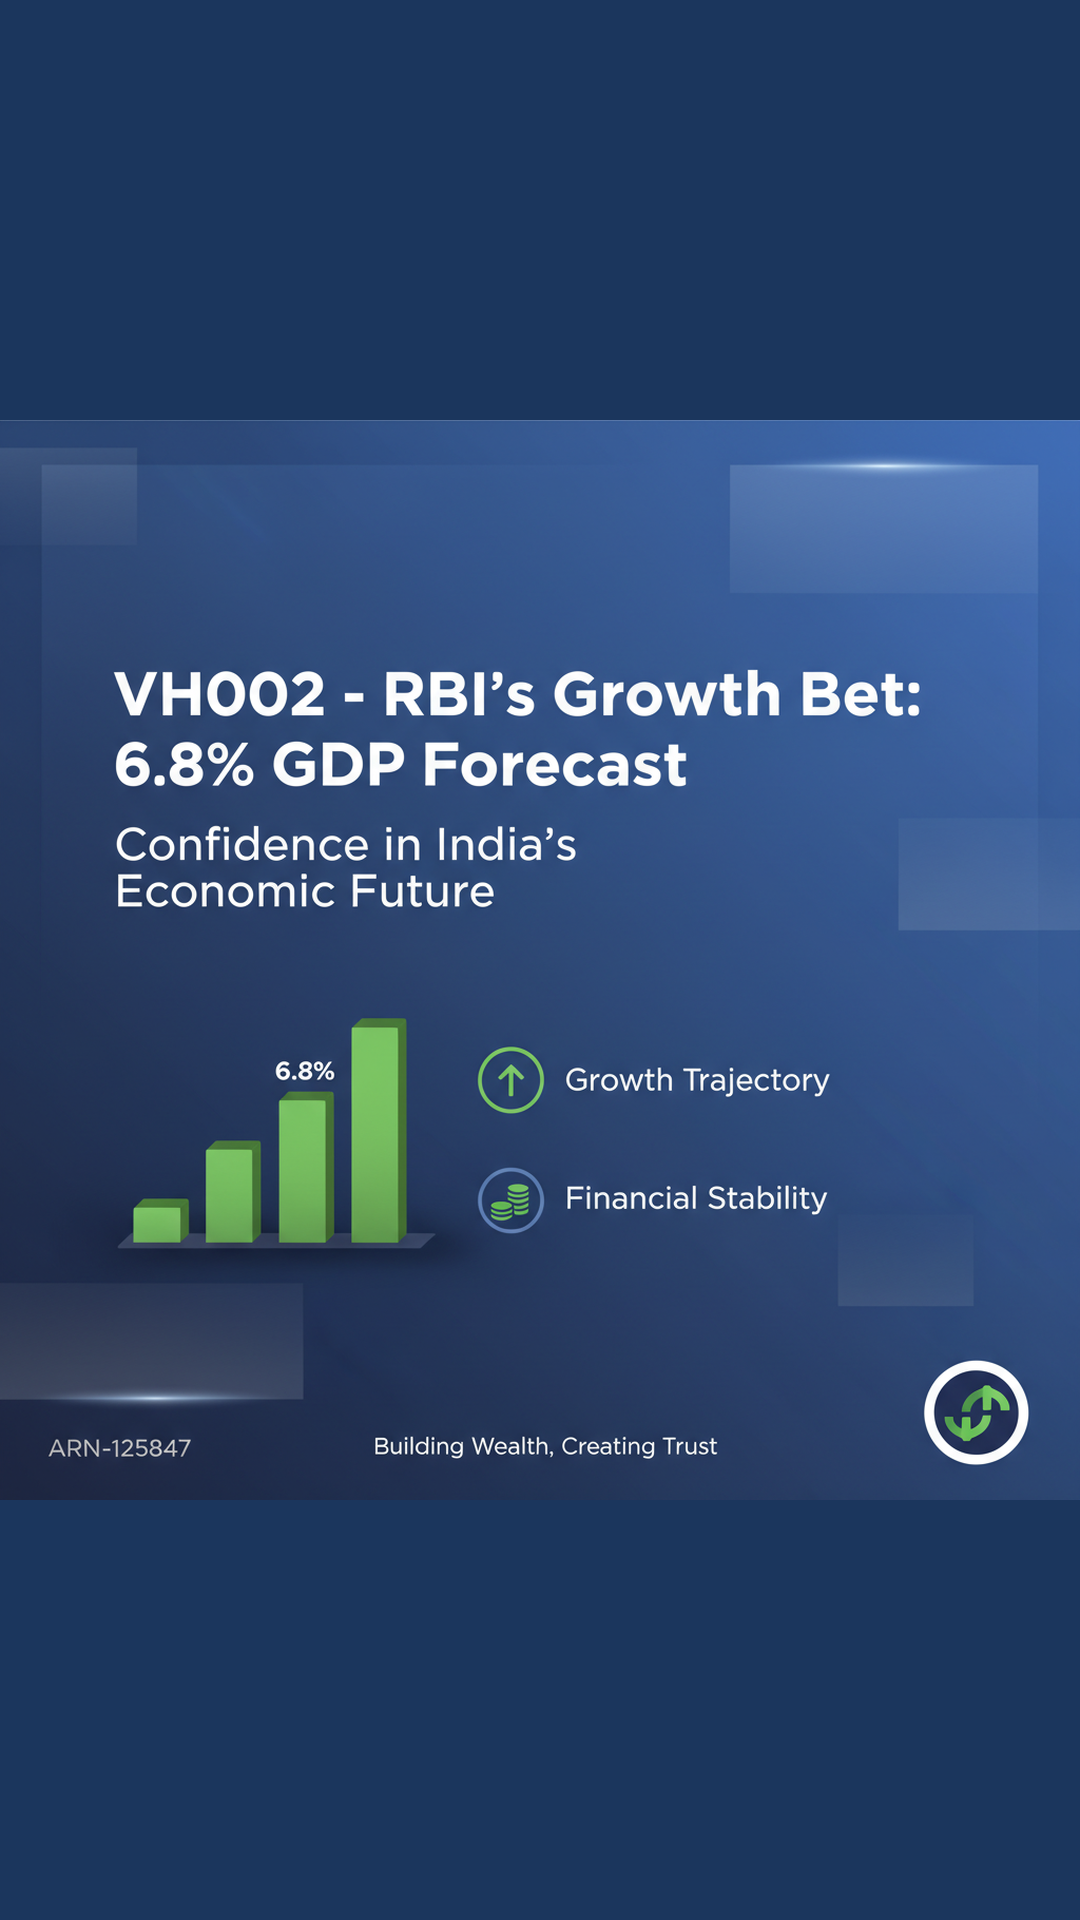 VH002 - RBI’s Growth Bet:
6.8% GDP Forecast
Confidence in India’s
Economic Future
6.8%
Growth Trajectory
Financial Stability
ARN-125847
Building Wealth, Creating Trust